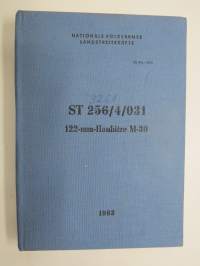 NATIONALE VOLKSARMEE
LANDSTREITKRÄFTE
ST 256/4/031
122-mm-Haubitze M-30
1963